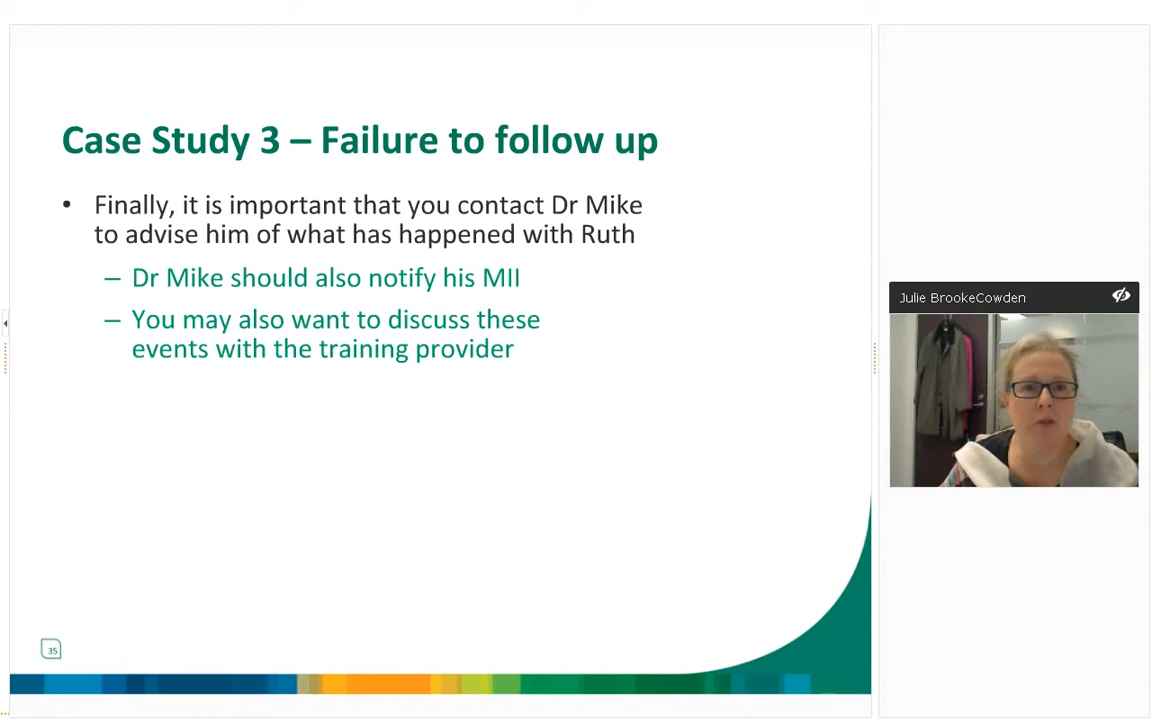 Case Study 3 – Failure to follow up
• Finally, it is important that you contact Dr Mike
to advise him of what has happened with Ruth
– Dr Mike should also notify his MII
– You may also want to discuss these
events with the training provider
35
Julie BrookeCowden